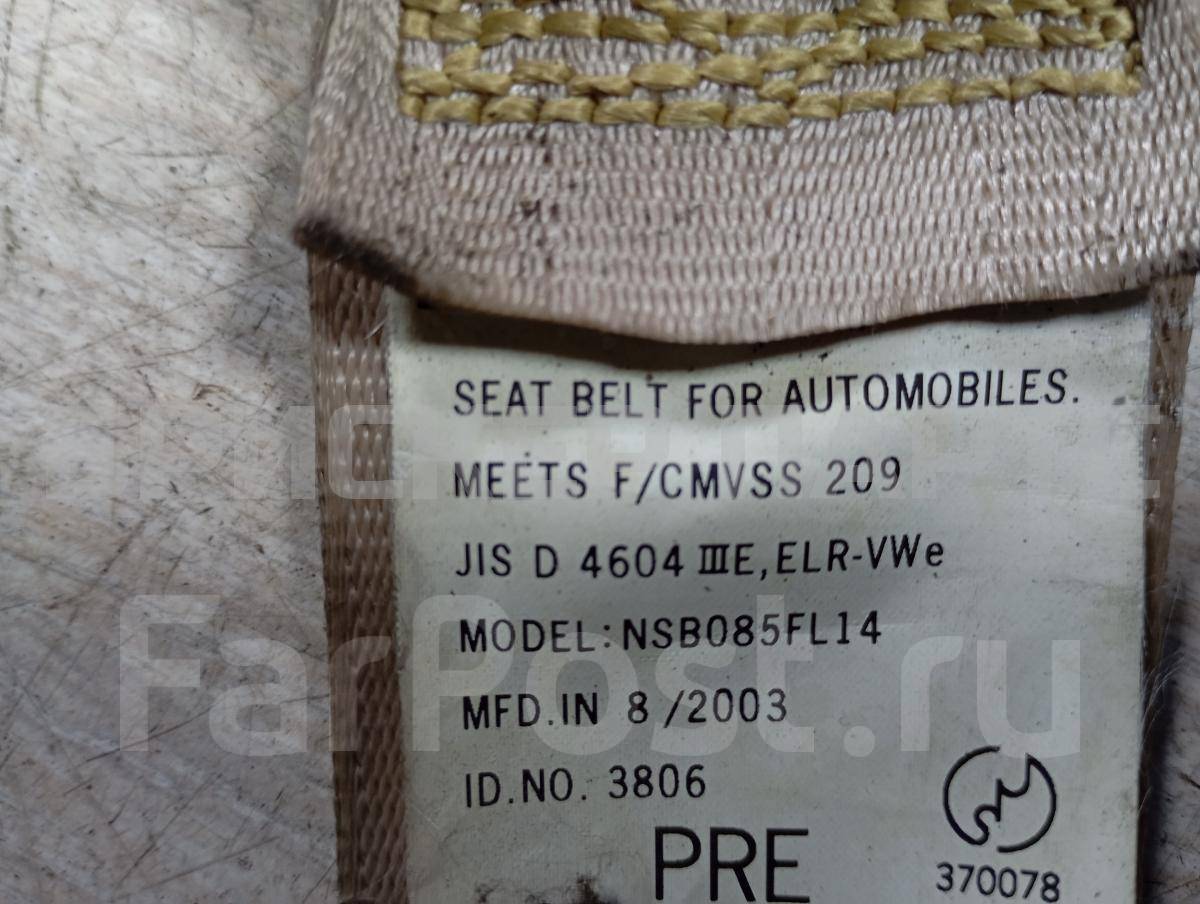 SEAT BELT FOR AUTOMOBILES.
MEETS F/CMVSS 209
JIS D 4604 ⅢE,ELR-VWe
MODEL:NSB085FL14
MFD.IN 8 /2003
ID.NO. 3806
PRE
370078
FarPost.ru